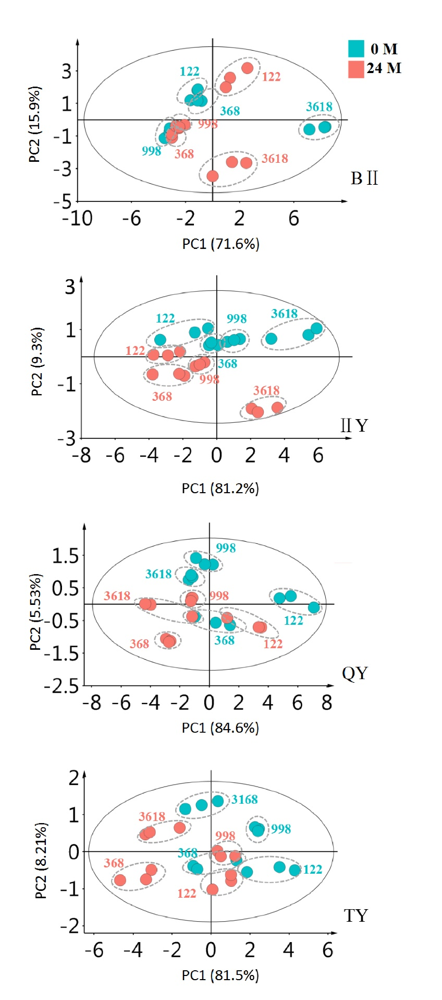 0 M
24 M
PC2 (15.9%)
3
1
-1
-3
-5
122
122
368
3618
998
998
368
3618
B Ⅱ
-10 -6 -2 2 6
PC1 (71.6%)
PC2 (9.3%)
3
1
-1
-3
122
998
3618
122
368
998
368
3618
Ⅱ Y
-8 -6 -4 -2 0 2 4 6
PC1 (81.2%)
PC2 (5.53%)
1.5
0.5
-0.5
-1.5
-2.5
998
3618
3618
998
122
368
368
122
QY
-8 -6 -4 -2 0 2 4 6 8
PC1 (84.6%)
PC2 (8.21%)
2
1
0
-1
-2
3168
3618
998
998
368
368
122
122
TY
-6 -4 -2 0 2 4 6
PC1 (81.5%)